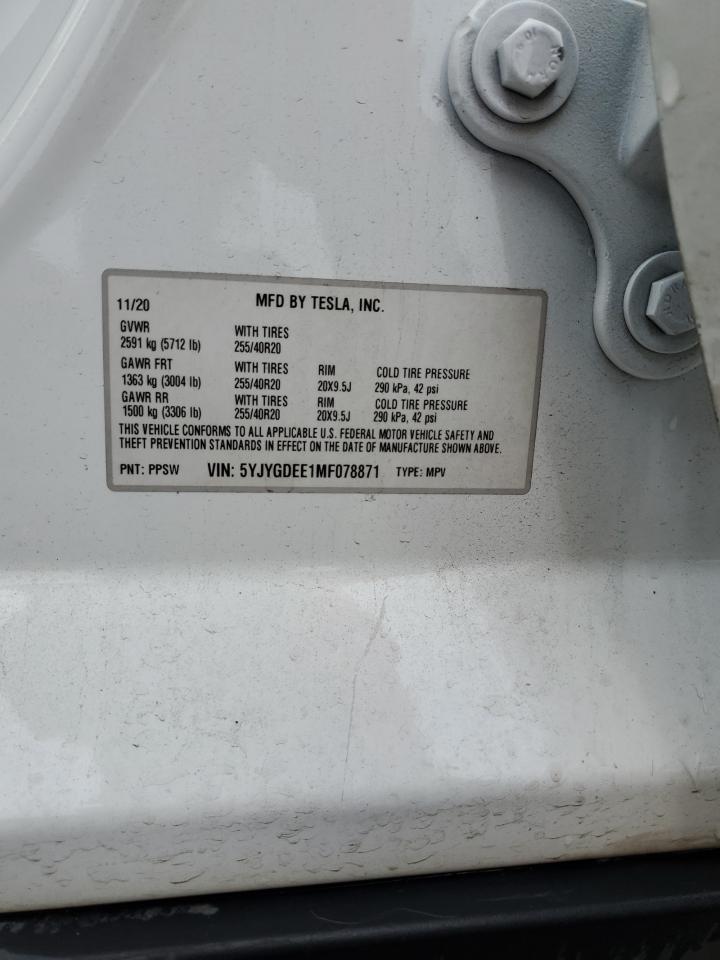 11/20 MFD BY TESLA, INC.
GVWR WITH TIRES
2591 kg (5712 lb) 255/40R20
GAWR FRT WITH TIRES RIM COLD TIRE PRESSURE
1363 kg (3004 lb) 255/40R20 20X9.5J 290 kPa, 42 psi
GAWR RR WITH TIRES RIM COLD TIRE PRESSURE
1500 kg (3306 lb) 255/40R20 20X9.5J 290 kPa, 42 psi
THIS VEHICLE CONFORMS TO ALL APPLICABLE U.S. FEDERAL MOTOR VEHICLE SAFETY AND
THEFT PREVENTION STANDARDS IN EFFECT ON THE DATE OF MANUFACTURE SHOWN ABOVE.
PNT: PPSW VIN: 5YJYGDEE1MF078871 TYPE: MPV